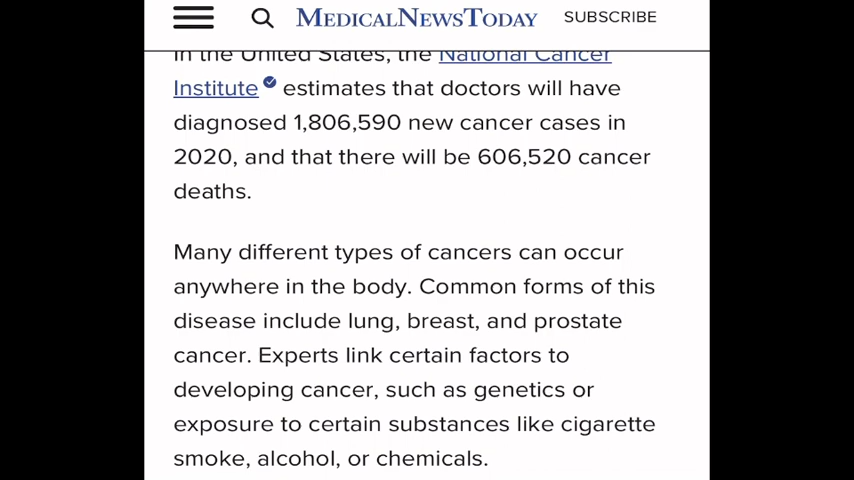 MEDICALNEWSTODAY SUBSCRIBE
In the United States, the National Cancer
Institute estimates that doctors will have
diagnosed 1,806,590 new cancer cases in
2020, and that there will be 606,520 cancer
deaths.
Many different types of cancers can occur
anywhere in the body. Common forms of this
disease include lung, breast, and prostate
cancer. Experts link certain factors to
developing cancer, such as genetics or
exposure to certain substances like cigarette
smoke, alcohol, or chemicals.